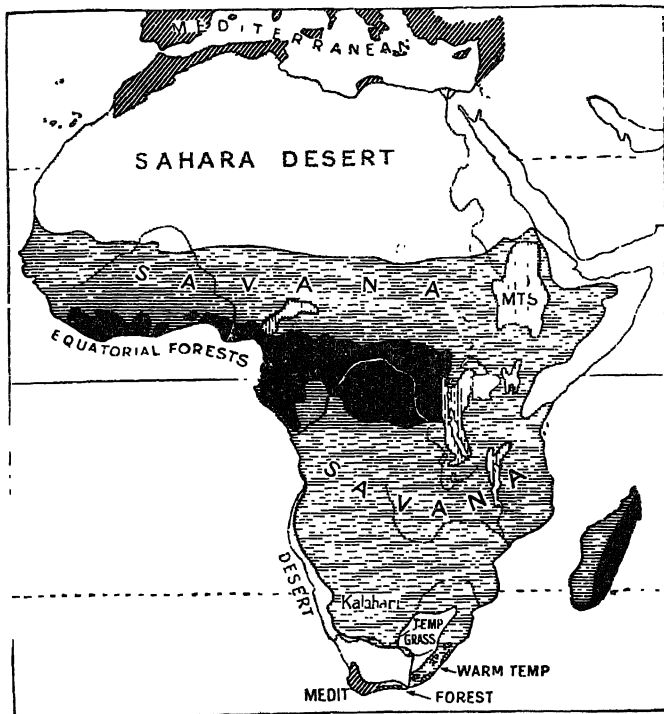 MEDITERRANEAN
SAHARA DESERT
SAVANA
MTS
EQUATORIAL FORESTS
SAVANA
DESERT
Kalahari
TEMP
GRASS
WARM TEMP
MEDIT
FOREST